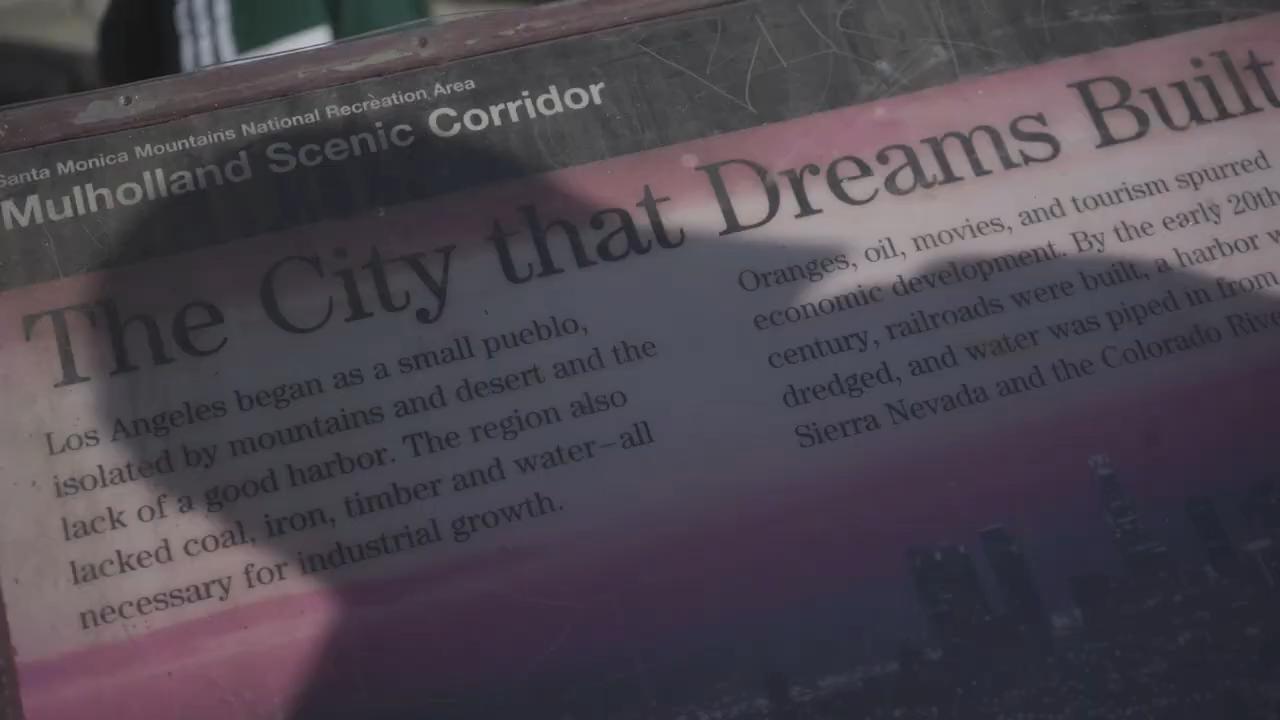 Santa Monica Mountains National Recreation Area
Mulholland Scenic Corridor
The City that Dreams Built
Los Angeles began as a small pueblo,
isolated by mountains and desert and the
lack of a good harbor. The region also
lacked coal, iron, timber and water–all
necessary for industrial growth.
Oranges, oil, movies, and tourism spurred
economic development. By the early 20th
century, railroads were built, a harbor
dredged, and water was piped in from
Sierra Nevada and the Colorado